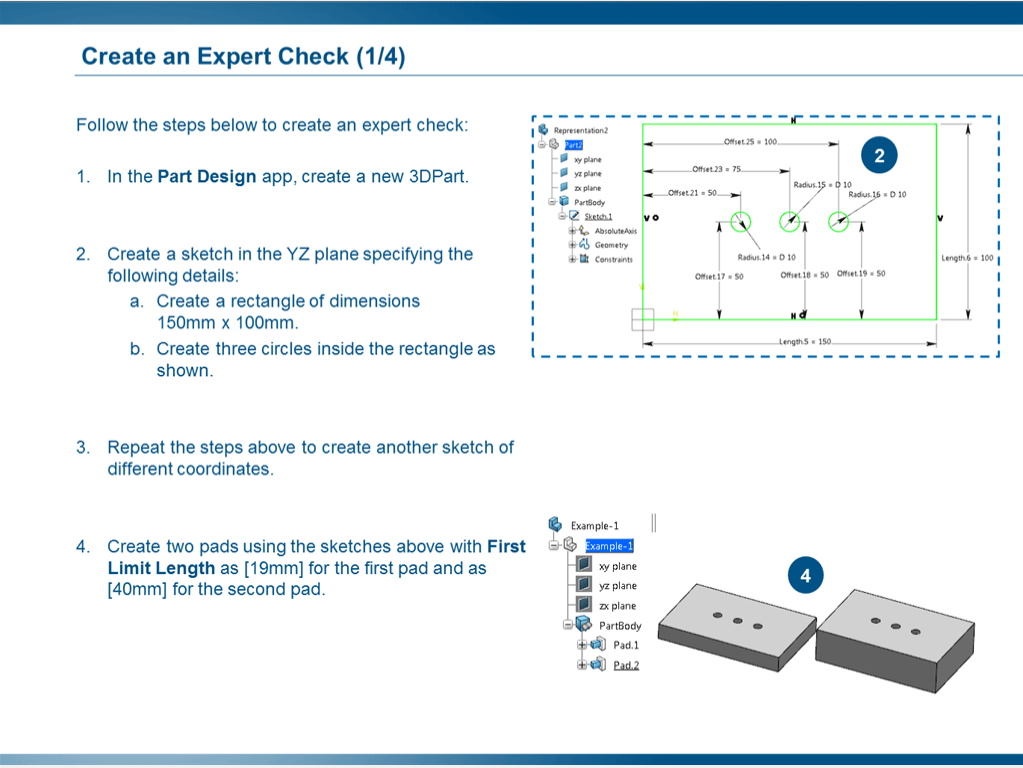 Create an Expert Check (1/4)
Follow the steps below to create an expert check:
1. In the Part Design app, create a new 3DPart.
2. Create a sketch in the YZ plane specifying the
following details:
a. Create a rectangle of dimensions
150mm x 100mm.
b. Create three circles inside the rectangle as
shown.
3. Repeat the steps above to create another sketch of
different coordinates.
4. Create two pads using the sketches above with First
Limit Length as [19mm] for the first pad and as
[40mm] for the second pad.
Representation2
Part2
xy plane
yz plane
zx plane
PartBody
Sketch.1
AbsoluteAxis
Geometry
Constraints
H
Offset.25 = 100
2
Offset.23 = 75
Radius.15 = D 10
Offset.21 = 50
Radius.16 = D 10
V O
V
Radius.14 = D 10
Length.6 = 100
Offset.17 = 50
Offset.18 = 50
Offset.19 = 50
V
H
H
Length.5 = 150
Example-1
Example-1
xy plane
yz plane
zx plane
PartBody
Pad.1
Pad.2
4